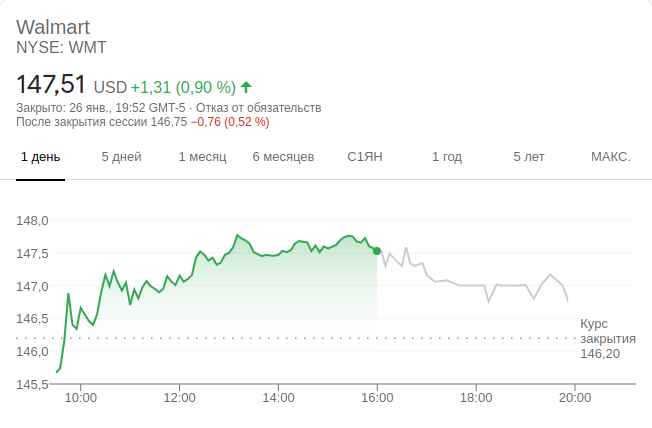 Walmart
NYSE: WMT
147,51 USD +1,31 (0,90 %)
Закрыто: 26 янв., 19:52 GMT-5 · Отказ от обязательств
После закрытия сессии 146,75 −0,76 (0,52 %)
1 день 5 дней 1 месяц 6 месяцев С1ЯН 1 год 5 лет МАКС.
148,0
147,5
147,0
146,5
Курс
закрытия
146,20
146,0
145,5
10:00 12:00 14:00 16:00 18:00 20:00